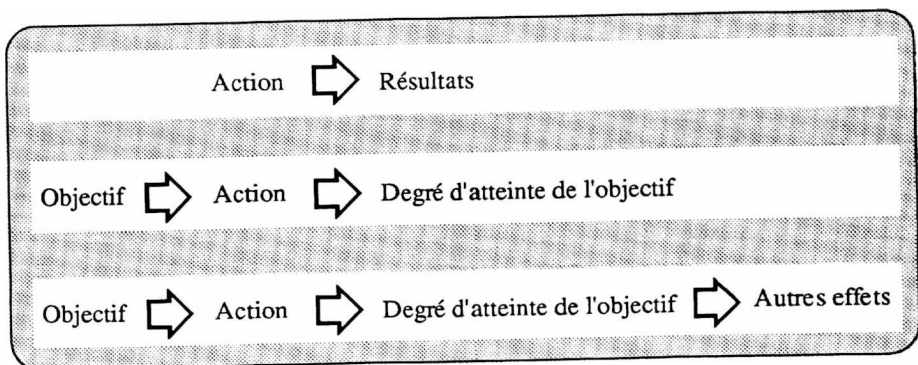 Action Résultats
Objectif Action Degré d'atteinte de l'objectif
Objectif Action Degré d'atteinte de l'objectif Autres effets